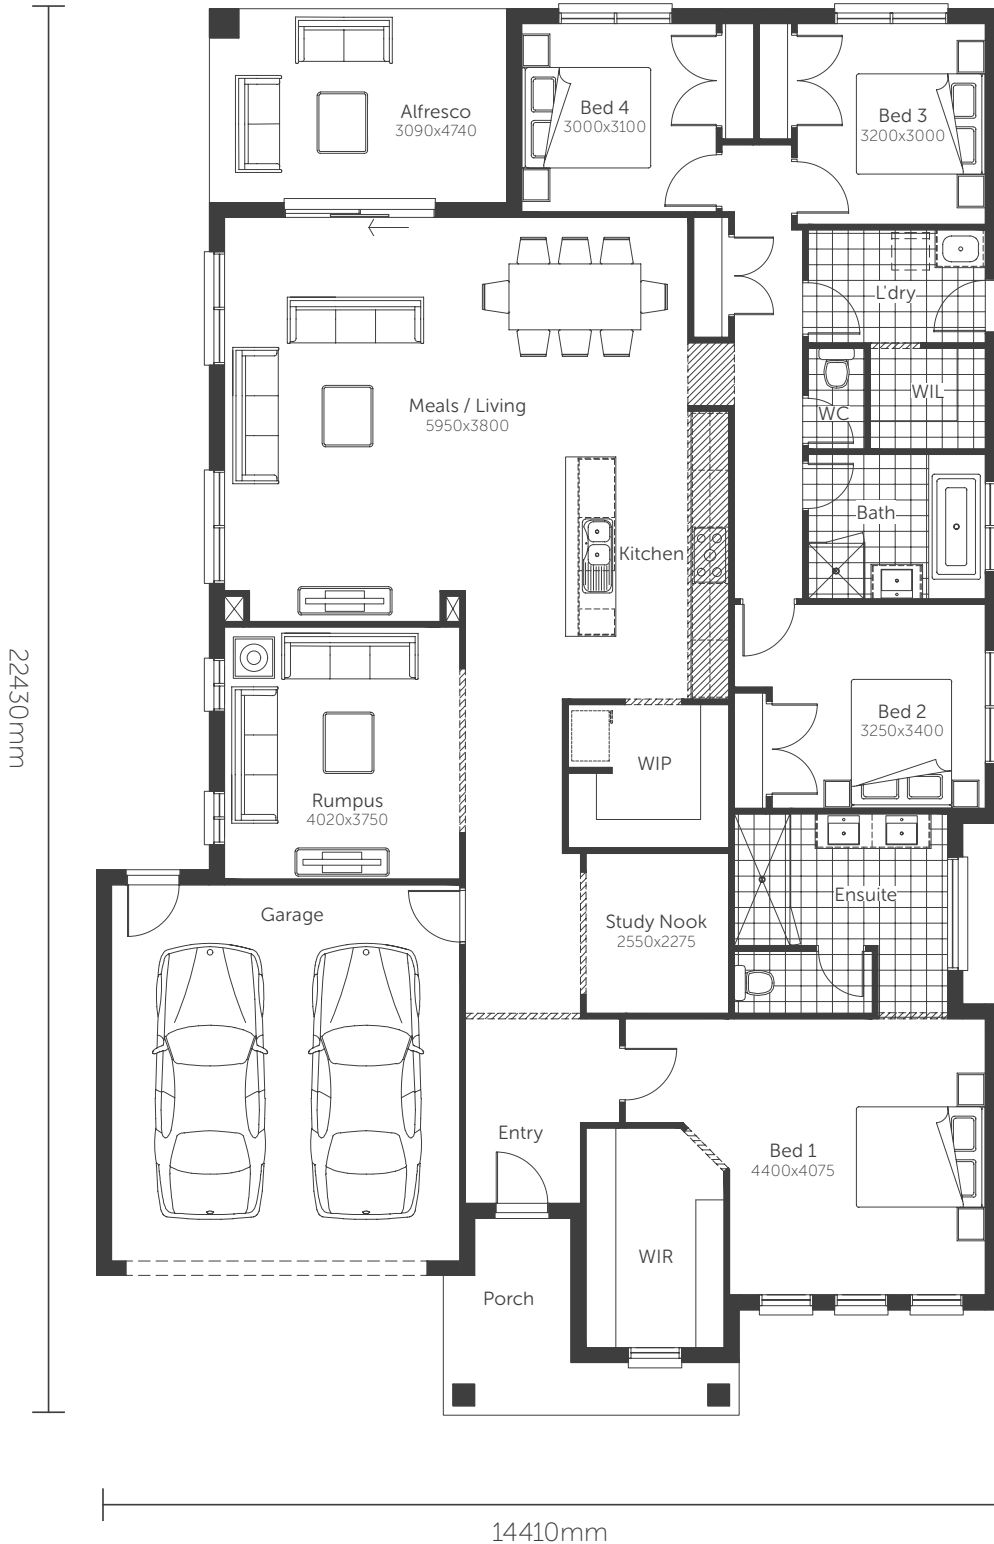 Alfresco
3090x4740
Bed 4
3000x3100
Bed 3
3200x3000
L'dry
WIL
WC
Meals / Living
5950x3800
Bath
Kitchen
22430mm
Bed 2
3250x3400
WIP
Rumpus
4020x3750
Ensuite
Garage
Study Nook
2550x2275
Entry
Bed 1
4400x4075
WIR
Porch
14410mm